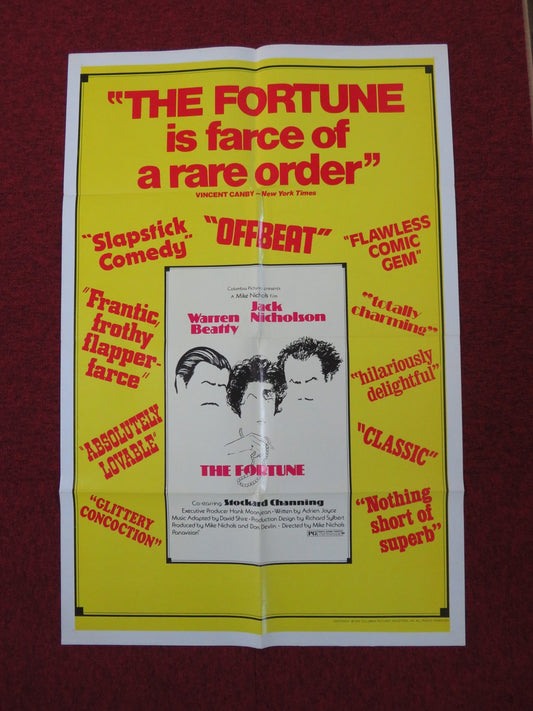 "THE FORTUNE
is farce of
a rare order"
VINCENT CANBY – New York Times
"Slapstick
Comedy"
"OFFBEAT"
"FLAWLESS
COMIC
GEM"
"Frantic,
frothy
flapper-
farce"
"totally
charming"
"hilariously
delightful"
"ABSOLUTELY
LOVABLE"
"CLASSIC"
"GLITTERY
CONCOCTION"
"Nothing
short of
superb"
Columbia Pictures presents
A Mike Nichols Film
Warren
Beatty
Jack
Nicholson
THE FORTUNE
Co-starring Stockard Channing
Executive Producer Hank Moonjean · Written by Adrien Joyce
Music Adapted by David Shire · Production Design by Richard Sylbert
Produced by Mike Nichols and Don Devlin · Directed by Mike Nichols
Panavision®
PG